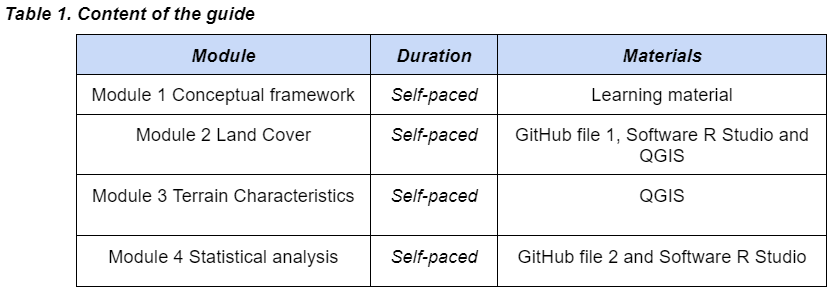 Table 1. Content of the guide
Module Duration Materials
Module 1 Conceptual framework Self-paced Learning material
Module 2 Land Cover Self-paced GitHub file 1, Software R Studio and
QGIS
Module 3 Terrain Characteristics Self-paced QGIS
Module 4 Statistical analysis Self-paced GitHub file 2 and Software R Studio